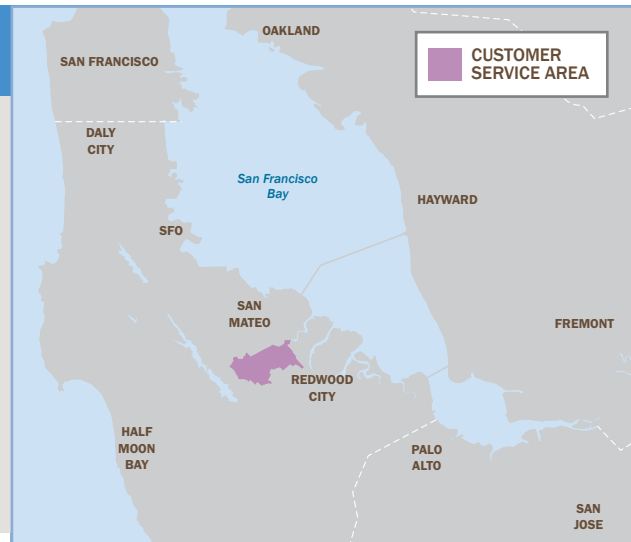 OAKLAND
SAN FRANCISCO
CUSTOMER
SERVICE AREA
DALY
CITY
San Francisco
Bay
HAYWARD
SFO
SAN
MATEO
FREMONT
REDWOOD
CITY
HALF
MOON
BAY
PALO
ALTO
SAN
JOSE